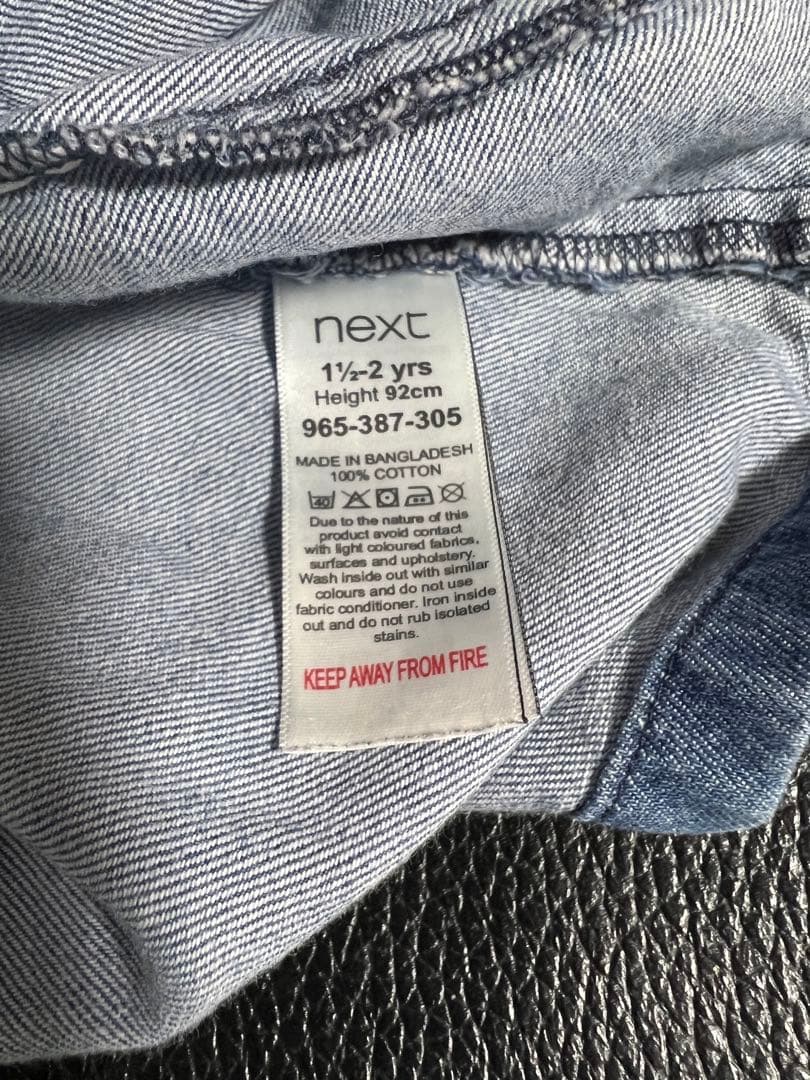 next
1½-2 yrs
Height 92cm
965-387-305
MADE IN BANGLADESH
100% COTTON
40
Due to the nature of this
product avoid contact
with light coloured fabrics,
surfaces and upholstery.
Wash inside out with similar
colours and do not use
fabric conditioner. Iron inside
out and do not rub isolated
stains.
KEEP AWAY FROM FIRE